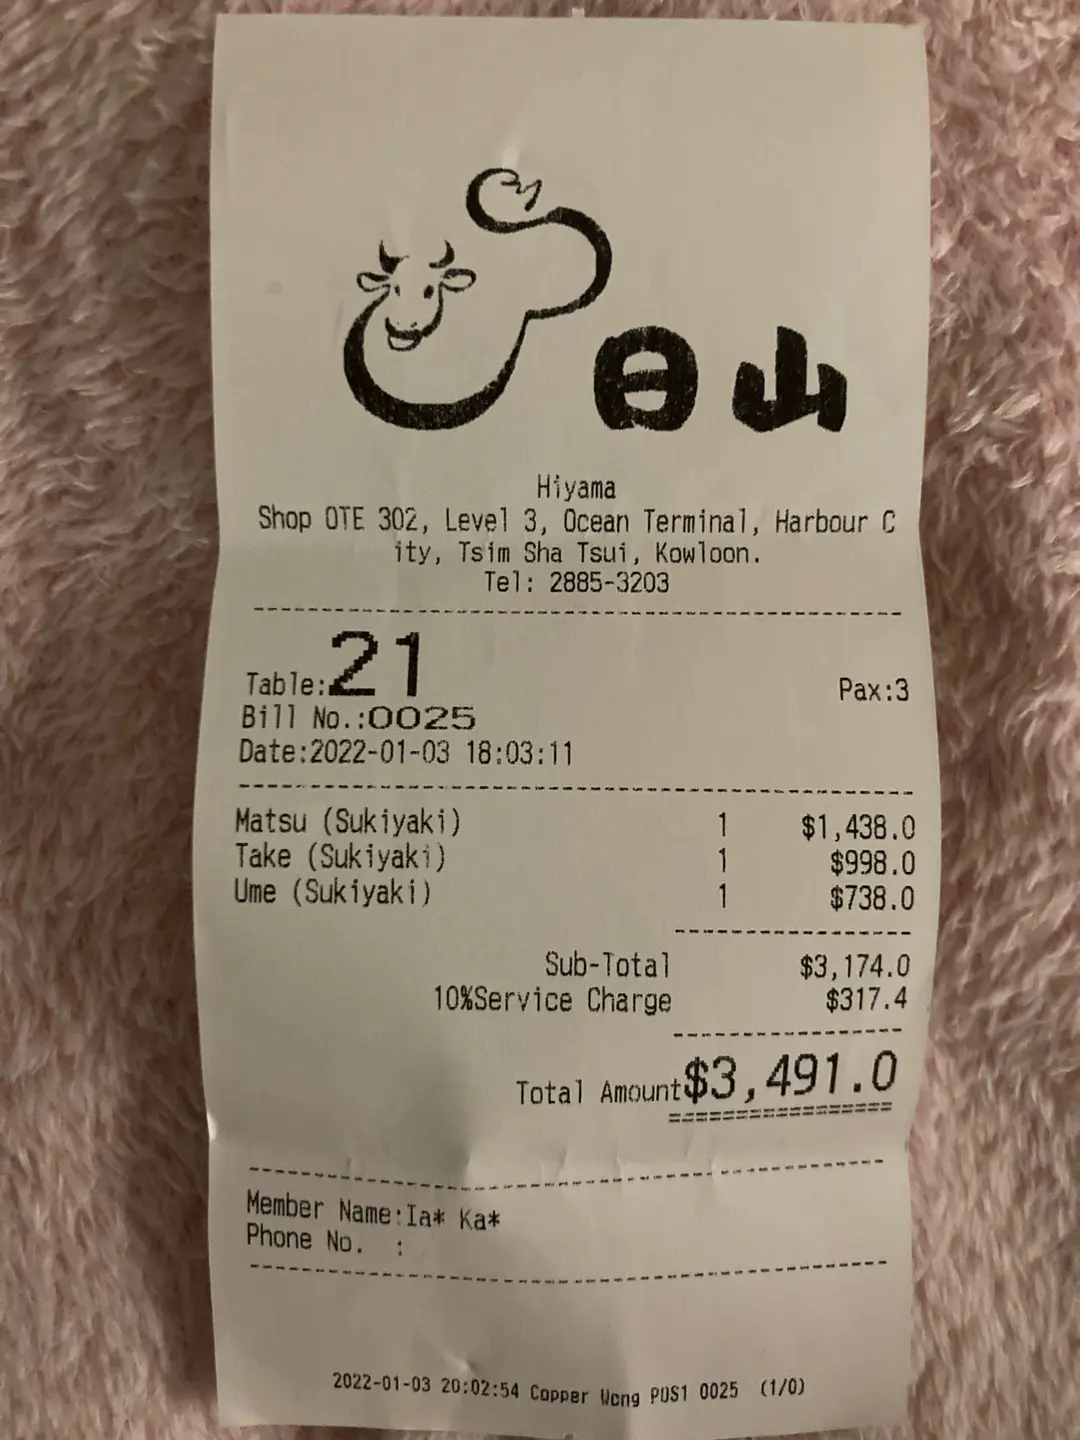 日山
Hiyama
Shop OTE 302, Level 3, Ocean Terminal, Harbour C
ity, Tsim Sha Tsui, Kowloon.
Tel: 2885-3203
Table:21 Pax:3
Bill No.:0025
Date:2022-01-03 18:03:11
Matsu (Sukiyaki) 1 $1,438.0
Take (Sukiyaki) 1 $998.0
Ume (Sukiyaki) 1 $738.0
Sub-Total $3,174.0
10%Service Charge $317.4
Total Amount$3,491.0
Member Name:Ia* Ka*
Phone No. :
2022-01-03 20:02:54 Copper Wong POS1 0025 (1/0)